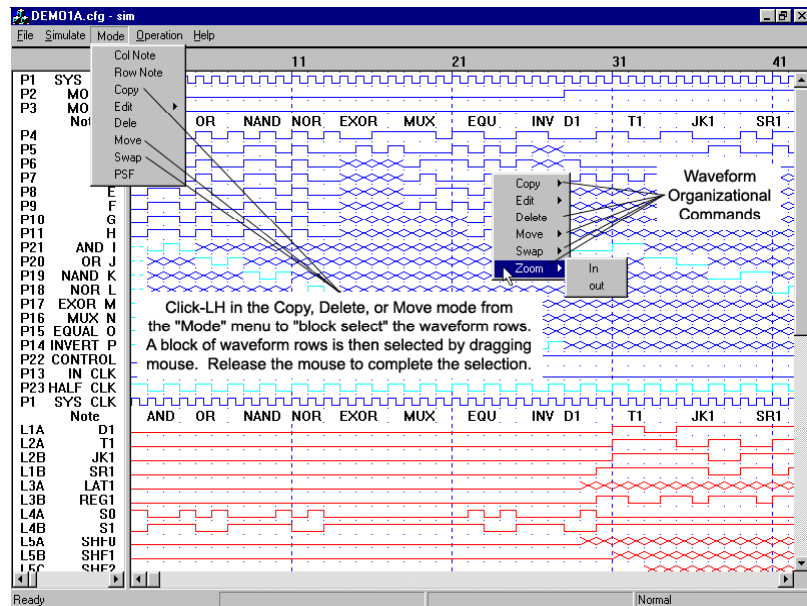 DEMO1A.cfg - sim
File Simulate Mode Operation Help
11 21 31 41
Col Note
Row Note
Copy
Edit
Dele
Move
Swap
PSF
P1 SYS
P2 MO
P3 MO
Not OR NAND NOR EXOR MUX EQU INV D1 T1 JK1 SR1
P4
P5
P6
P7
P8 E
P9 F
P10 G
P11 H
P21 AND I
P20 OR J
P19 NAND K
P18 NOR L
P17 EXOR M
P16 MUX N
P15 EQUAL O
P14 INVERT P
P22 CONTROL
P13 IN CLK
P23 HALF CLK
P1 SYS CLK
Note AND OR NAND NOR EXOR MUX EQU INV D1 T1 JK1 SR1
L1A D1
L2A T1
L2B JK1
L1B SR1
L3A LAT1
L3B REG1
L4A S0
L4B S1
L5A SHF0
L5B SHF1
L5C SHF2
Copy
Edit
Delete
Move
Swap
Zoom
In
out
Waveform
Organizational
Commands
Click-LH in the Copy, Delete, or Move mode from
the "Mode" menu to "block select" the waveform rows.
A block of waveform rows is then selected by dragging
mouse. Release the mouse to complete the selection.
Ready Normal